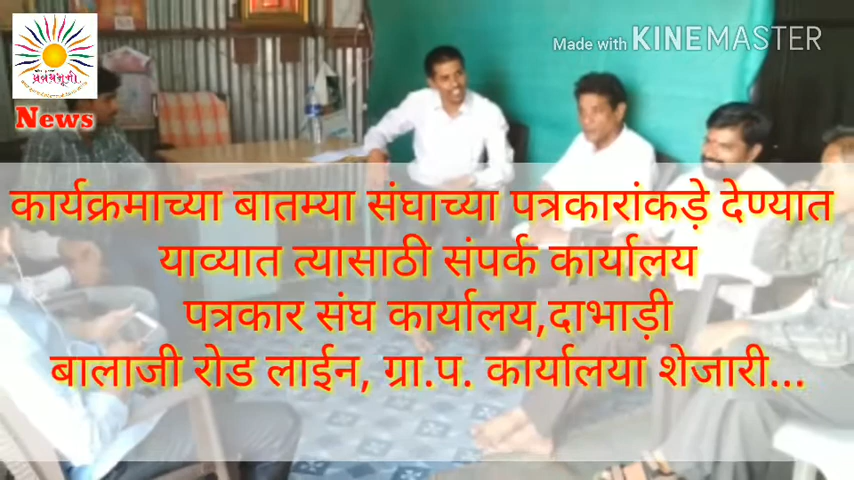 Made with KINEMASTER
News
कार्यक्रमाच्या बातम्या संघाच्या पत्रकारांकडे देण्यात
याव्यात त्यासाठी संपर्क कार्यालय
पत्रकार संघ कार्यालय,दाभाड़ी
बालाजी रोड लाईन, ग्रा.प. कार्यालया शेजारी...